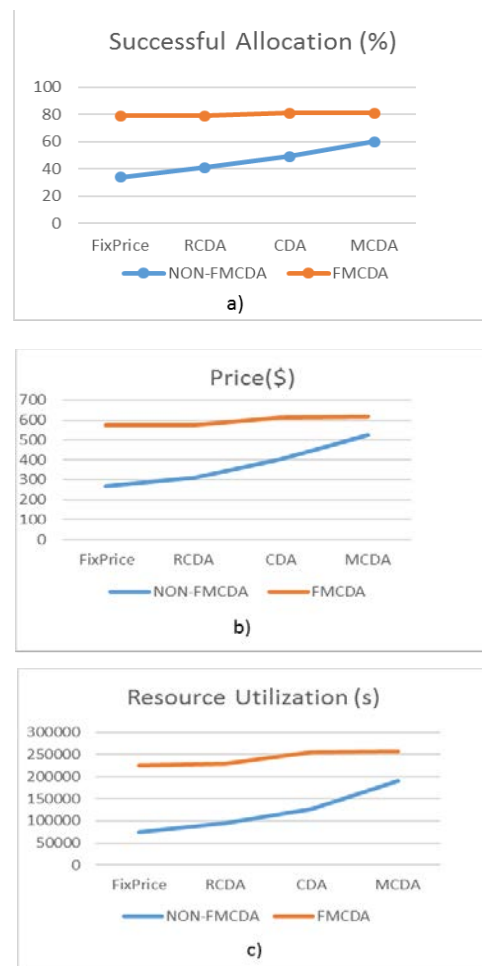 Successful Allocation (%)
100
80
60
40
20
0
FixPrice RCDA CDA MCDA
NON-FMCDA FMCDA
a)
Price($)
700
600
500
400
300
200
100
0
FixPrice RCDA CDA MCDA
NON-FMCDA FMCDA
b)
Resource Utilization (s)
300000
250000
200000
150000
100000
50000
0
FixPrice RCDA CDA MCDA
NON-FMCDA FMCDA
c)